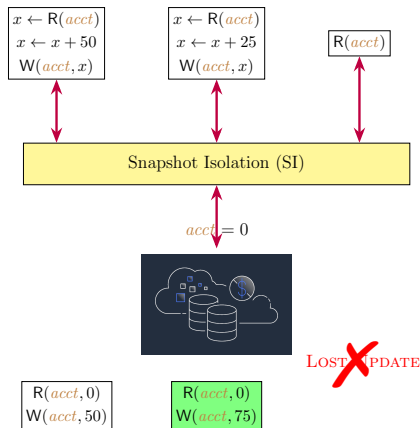 x ← R(acct)
x ← x + 50
W(acct, x)
x ← R(acct)
x ← x + 25
W(acct, x)
R(acct)
Snapshot Isolation (SI)
acct = 0
$
LOST UPDATE
R(acct, 0)
W(acct, 50)
R(acct, 0)
W(acct, 75)